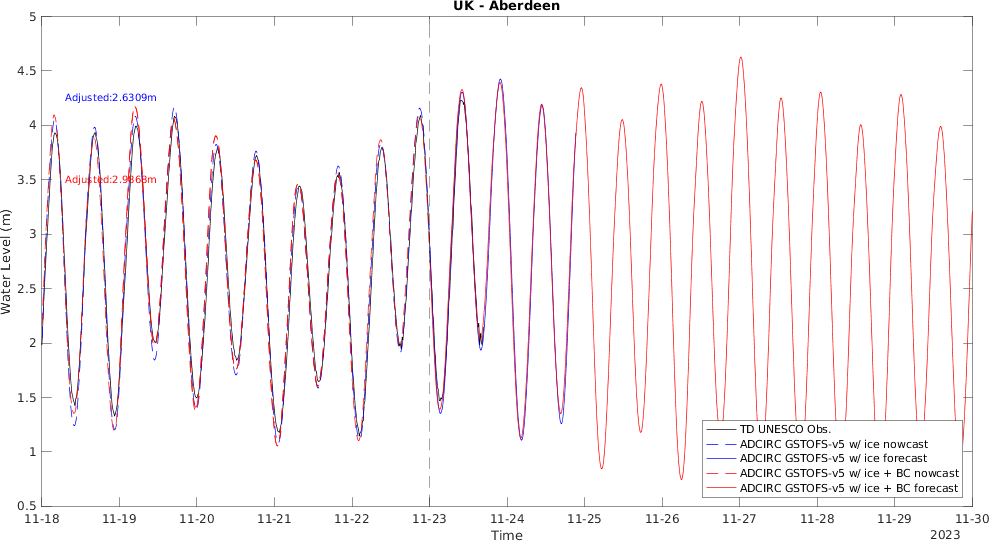 UK - Aberdeen
5
4.5
4
3.5
3
2.5
2
1.5
1
0.5
Water Level (m)
Adjusted:2.6309m
Adjusted:2.9863m
TD UNESCO Obs.
ADCIRC GSTOFS-v5 w/ ice nowcast
ADCIRC GSTOFS-v5 w/ ice forecast
ADCIRC GSTOFS-v5 w/ ice + BC nowcast
ADCIRC GSTOFS-v5 w/ ice + BC forecast
11-18 11-19 11-20 11-21 11-22 11-23 11-24 11-25 11-26 11-27 11-28 11-29 11-30
Time
2023